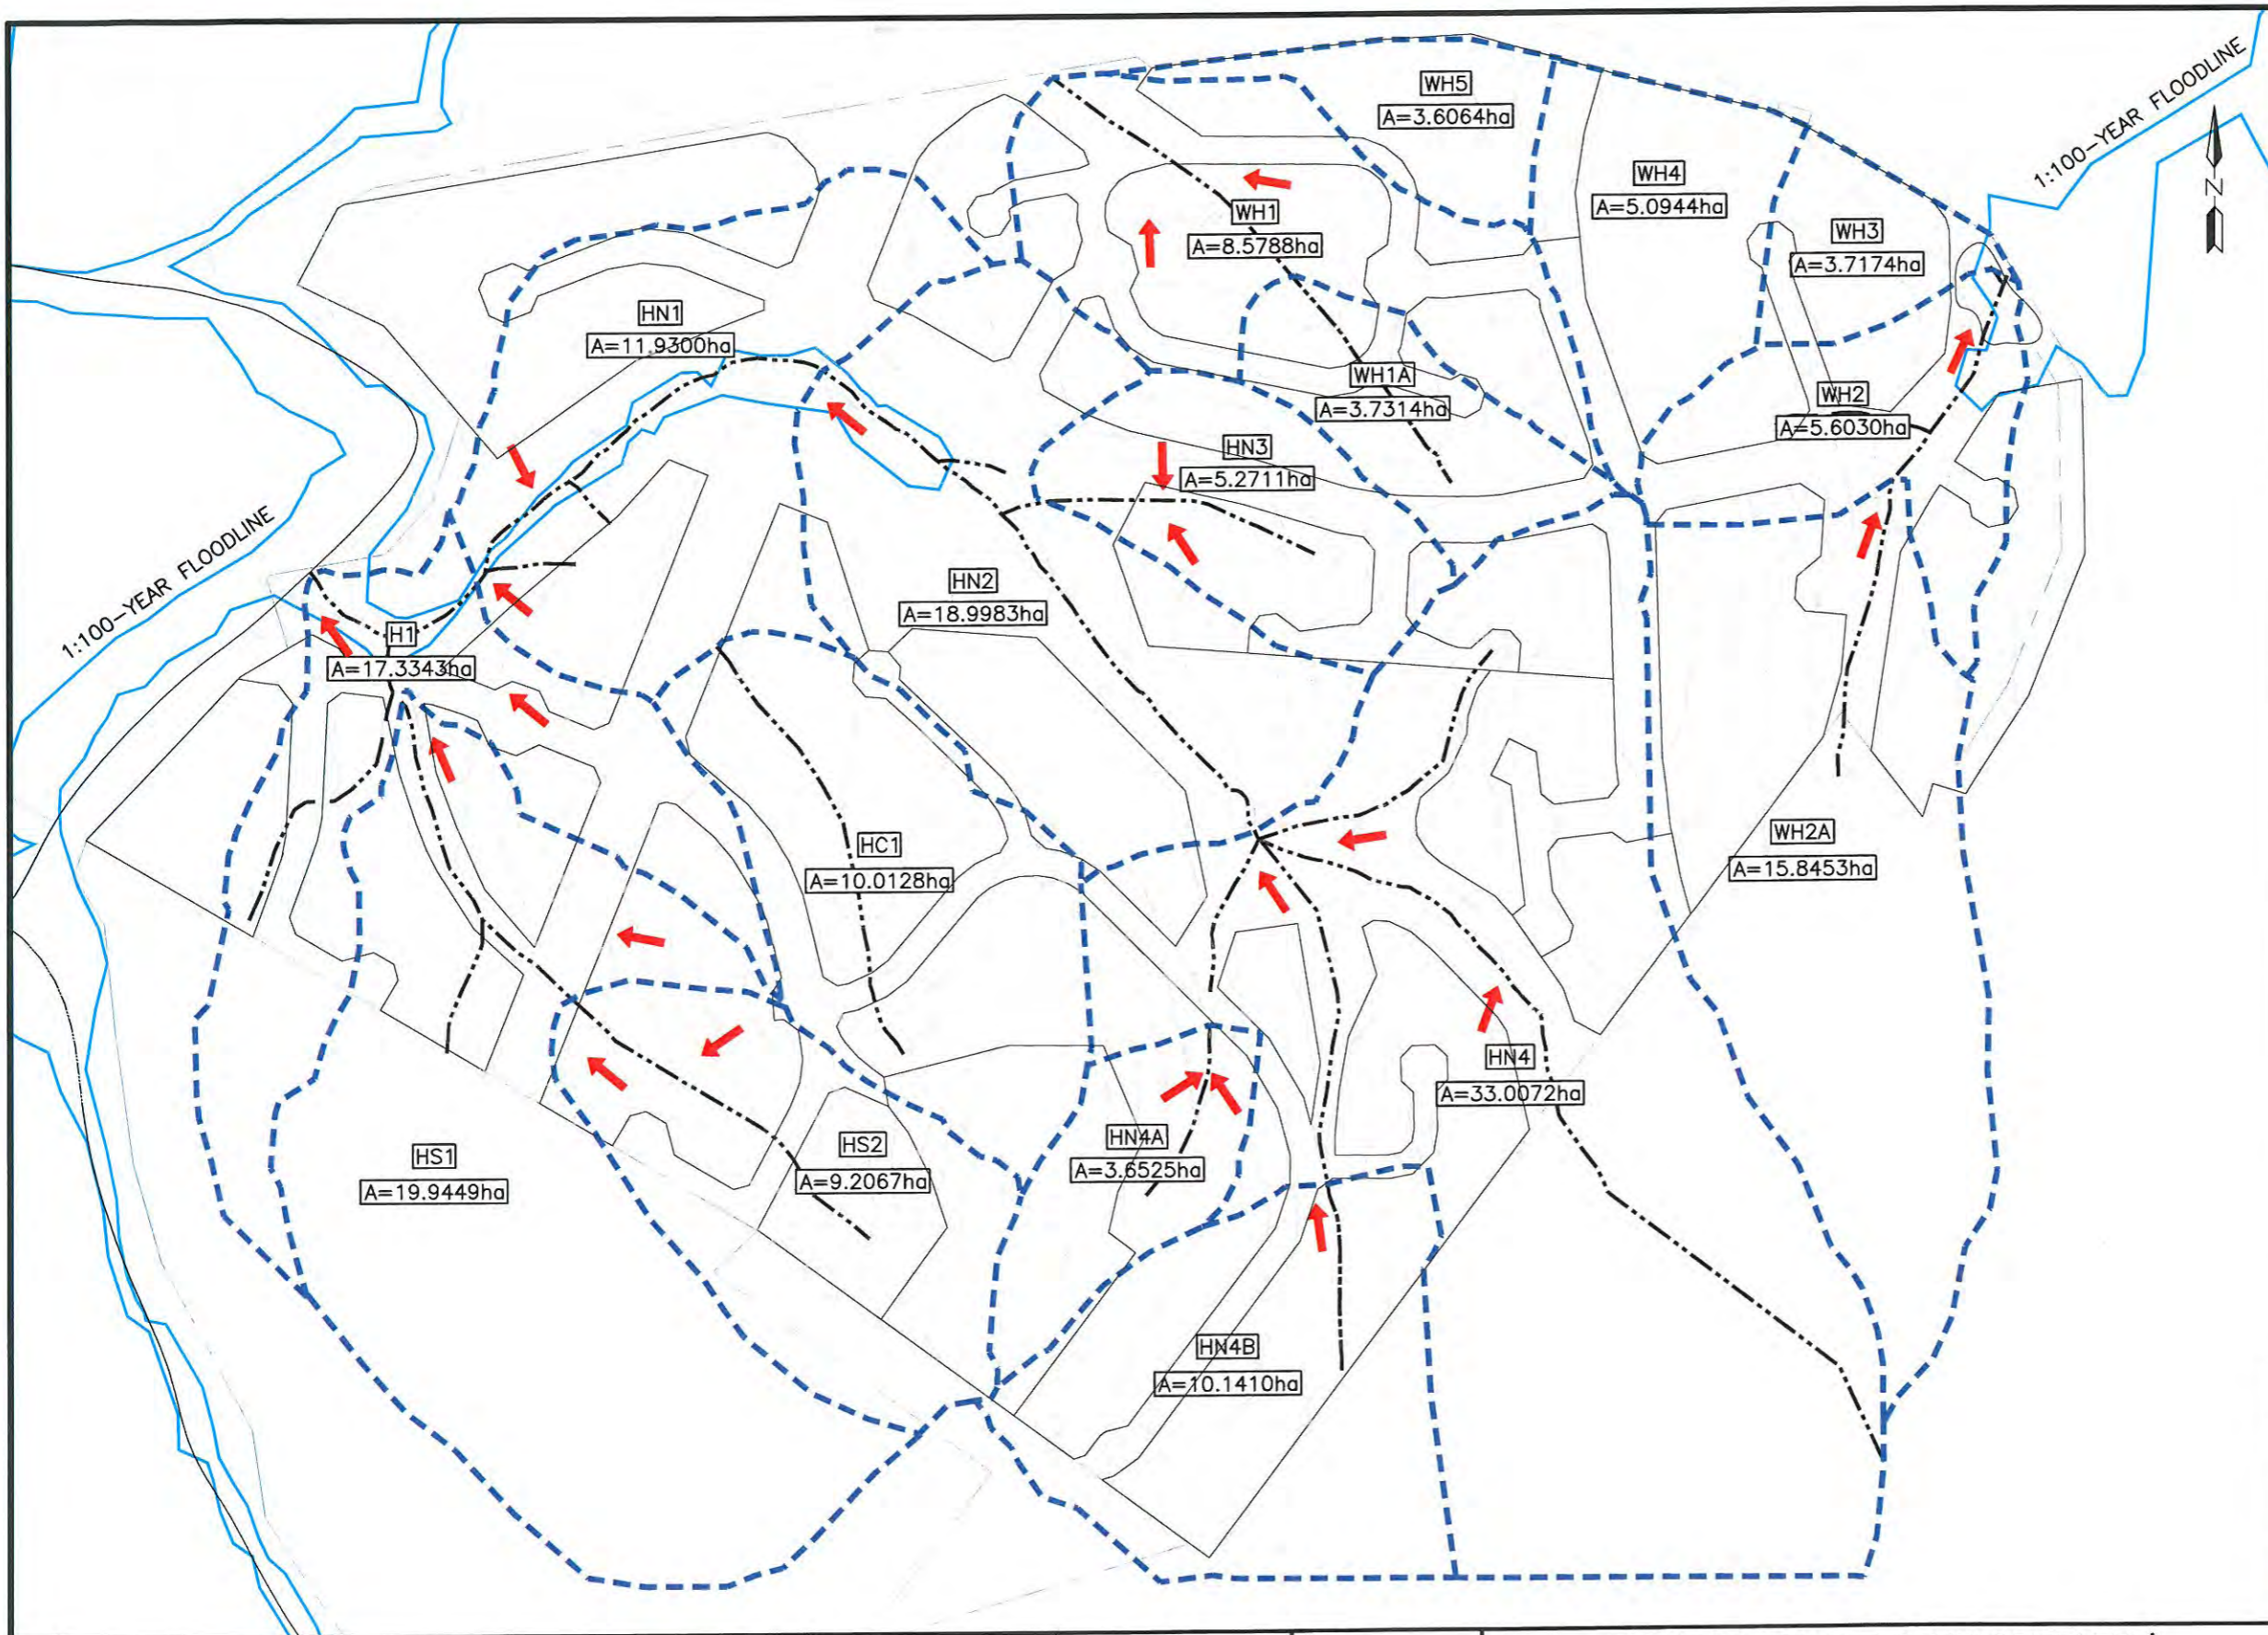 WH5
A=3.6064ha
1:100-YEAR FLOODLINE
WH4
A=5.0944ha
N
WH1
A=8.5788ha
WH3
A=3.7174ha
HN1
A=11.9300ha
WH1A
A=3.7314ha
WH2
A=5.6030ha
HN3
A=5.2711ha
1:100-YEAR FLOODLINE
HN2
A=18.9983ha
H1
A=17.3343ha
WH2A
A=15.8453ha
HC1
A=10.0128ha
HN4
A=33.0072ha
HN4A
A=3.6525ha
HS2
A=9.2067ha
HS1
A=19.9449ha
HN4B
A=10.1410ha